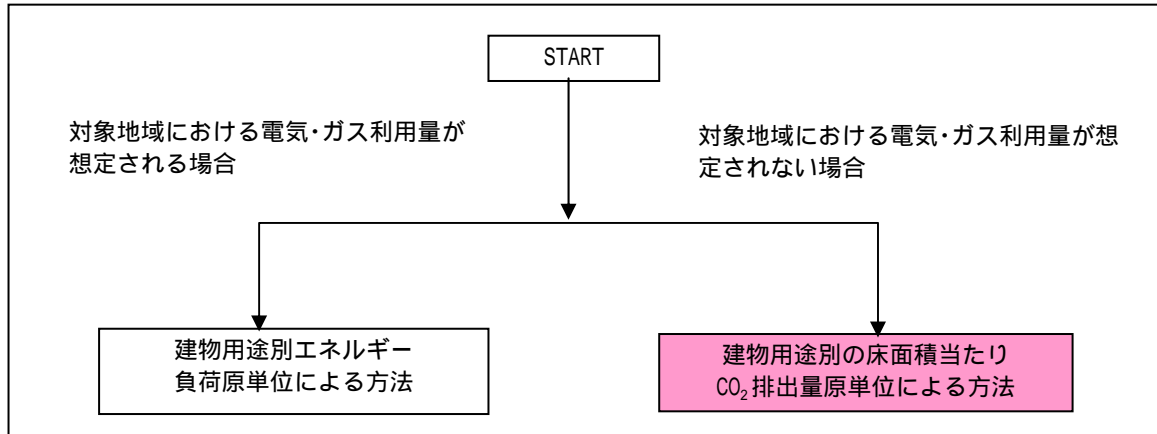 START
対象地域における電気・ガス利用量が
想定される場合
対象地域における電気・ガス利用量が想
定されない場合
建物用途別エネルギー
負荷原単位による方法
建物用途別の床面積当たり
CO₂排出量原単位による方法